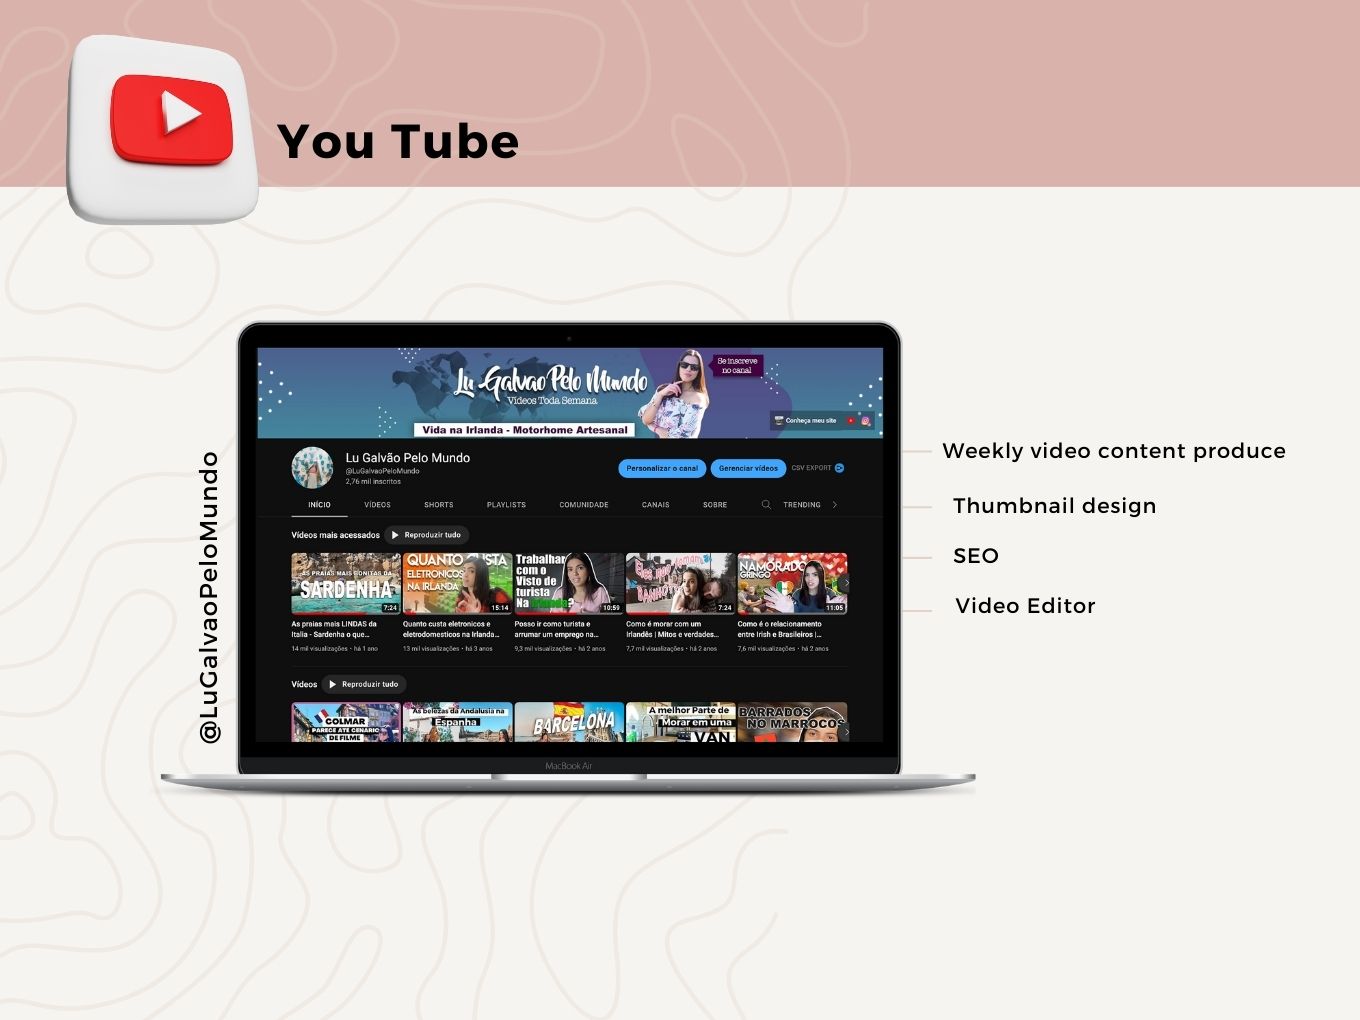 You Tube
@LuGalvaoPeloMundo
Lu Galvao Pelo Mundo
Vídeos Toda Semana
Vida na Irlanda - Motorhome Artesanal
Se inscreve
no canal
Conheça meu site
Lu Galvão Pelo Mundo
@LuGalvaoPeloMundo
2,76 mil inscritos
Personalizar o canal
Gerenciar vídeos
CSV EXPORT
INÍCIO
VÍDEOS
SHORTS
PLAYLISTS
COMUNIDADE
CANAIS
SOBRE
TRENDING
Vídeos mais acessados
Reproduzir tudo
AS PRAIAS MAIS BONITAS DA
SARDENHA
7:24
QUANTO CUSTA
ELETRONICOS
NA IRLANDA
15:14
Trabalhar
com o
Visto de
turista
Na Irlanda?
10:59
BANHO
7:24
NAMORADO
GRINGO
11:05
As praias mais LINDAS da
Italia - Sardenha o que...
14 mil visualizações • há 1 ano
Quanto custa eletronicos e
eletrodomesticos na Irlanda...
13 mil visualizações • há 3 anos
Posso ir como turista e
arrumar um emprego na...
9,3 mil visualizações • há 2 anos
Como é morar com um
Irlandês | Mitos e verdades...
7,7 mil visualizações • há 2 anos
Como é o relacionamento
entre Irish e Brasileiros |...
7,6 mil visualizações • há 2 anos
Vídeos
Reproduzir tudo
COLMAR
PARECE ATE CENARIO
DE FILME
As belezas da Andalusia na
Espanha
BARCELONA
A melhor Parte de
Morar em uma
VAN
BARRADOS
NO MARROCOS
MacBook Air
Weekly video content produce
Thumbnail design
SEO
Video Editor